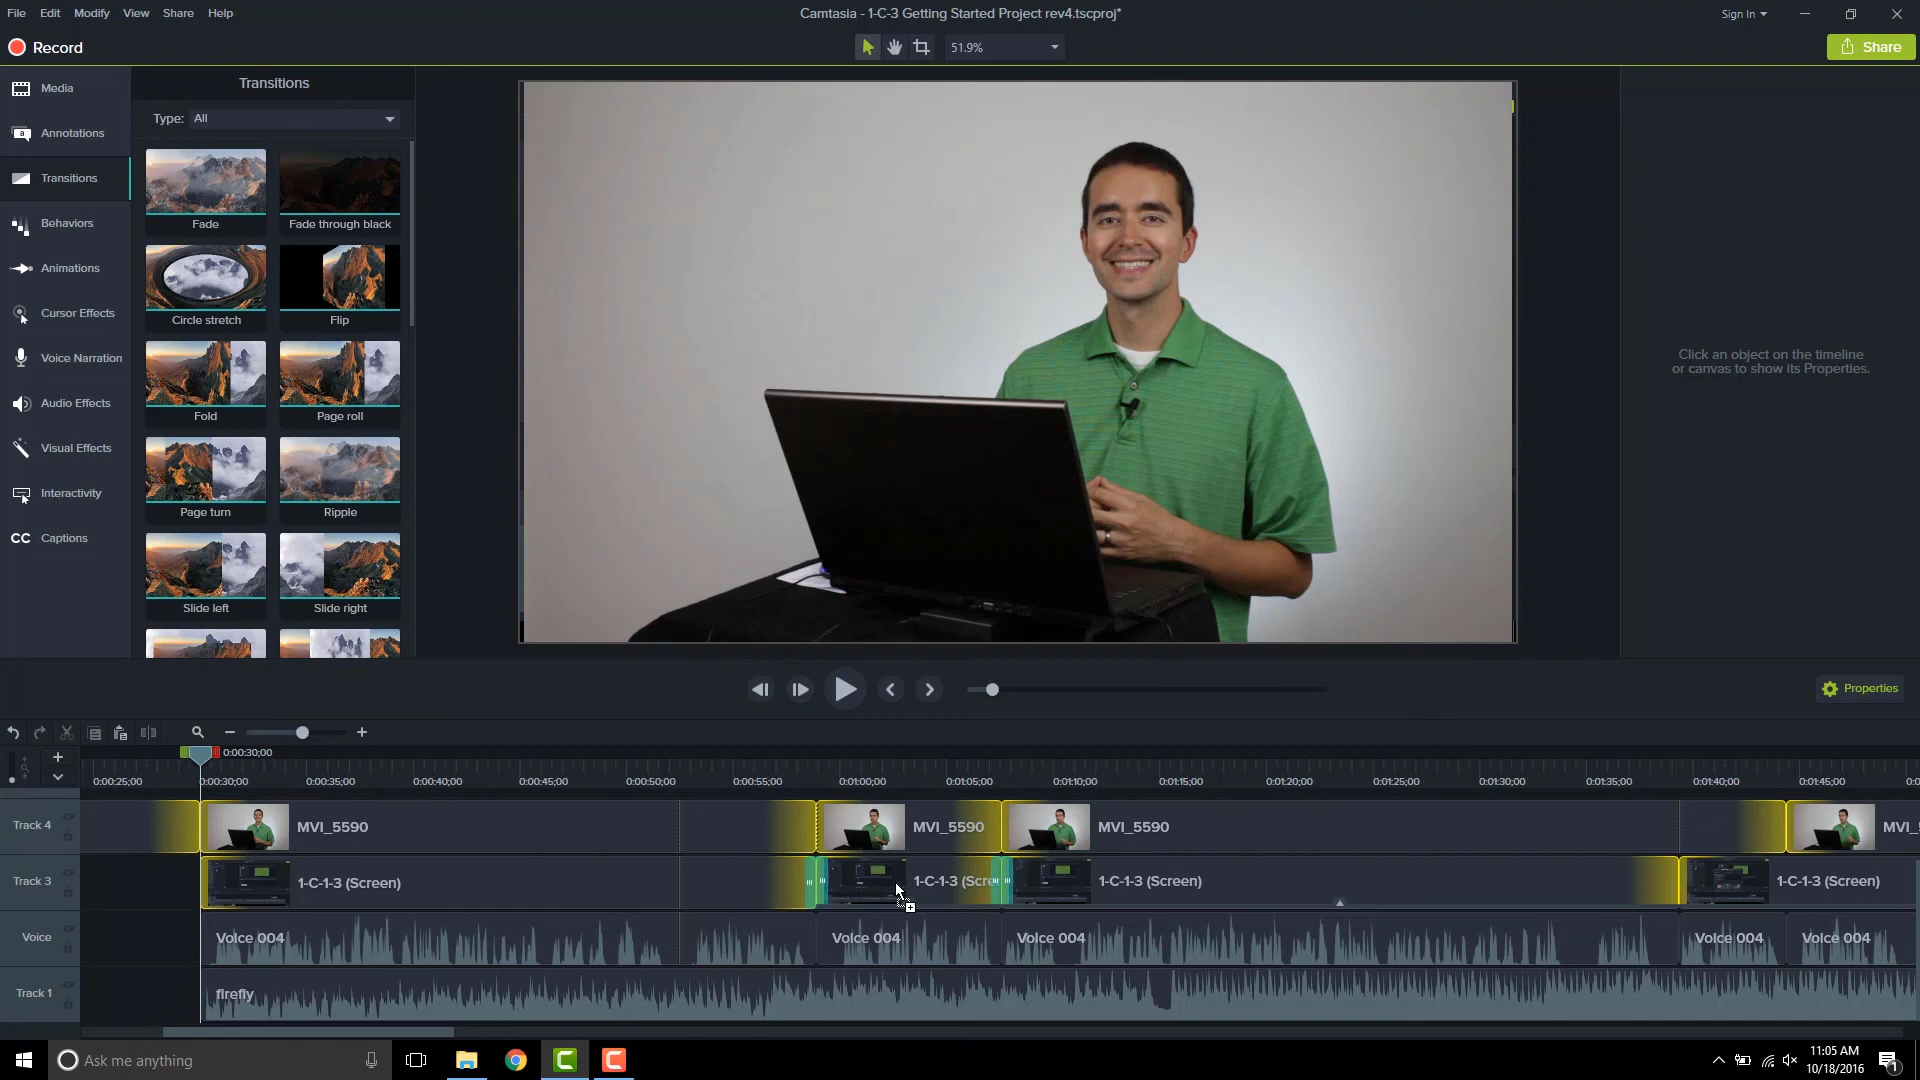 File Edit Modify View Share Help
Camtasia - 1-C-3 Getting Started Project rev4.tscproj*
Sign In
Record
51.9%
Share
Media
Annotations
Transitions
Behaviors
Animations
Cursor Effects
Voice Narration
Audio Effects
Visual Effects
Interactivity
CC Captions
Transitions
Type: All
Fade
Fade through black
Circle stretch
Flip
Fold
Page roll
Page turn
Ripple
Slide left
Slide right
Click an object on the timeline
or canvas to show its Properties.
Properties
0:00:30;00
0:00:25;00 0:00:30;00 0:00:35;00 0:00:40;00 0:00:45;00 0:00:50;00 0:00:55;00 0:01:00;00 0:01:05;00 0:01:10;00 0:01:15;00 0:01:20;00 0:01:25;00 0:01:30;00 0:01:35;00 0:01:40;00 0:01:45;00 0:0
Track 4 MVI_5590 MVI_5590 MVI_5590 MVI_5
Track 3 1-C-1-3 (Screen) 1-C-1-3 (Scre 1-C-1-3 (Screen) 1-C-1-3 (Screen)
Voice Voice 004 Voice 004 Voice 004 Voice 004 Voice 004
Track 1 firefly
Ask me anything
11:05 AM
10/18/2016
1